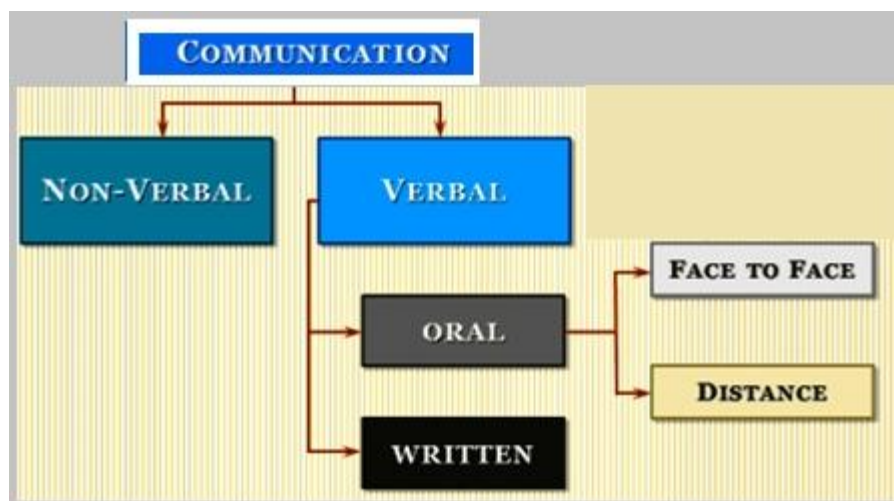 COMMUNICATION
NON-VERBAL
VERBAL
FACE TO FACE
ORAL
DISTANCE
WRITTEN